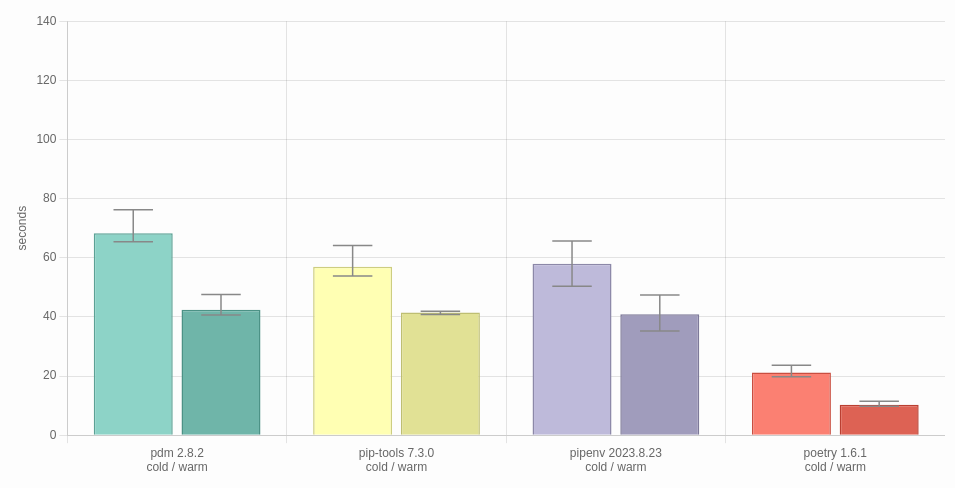 140
120
100
80
60
40
20
0
seconds
pdm 2.8.2
cold / warm
pip-tools 7.3.0
cold / warm
pipenv 2023.8.23
cold / warm
poetry 1.6.1
cold / warm